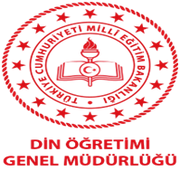 TÜRKİYE CUMHURİYETİ MİLLÎ EĞİTİM BAKANLIĞI
DİN ÖĞRETİMİ
GENEL MÜDÜRLÜĞÜ